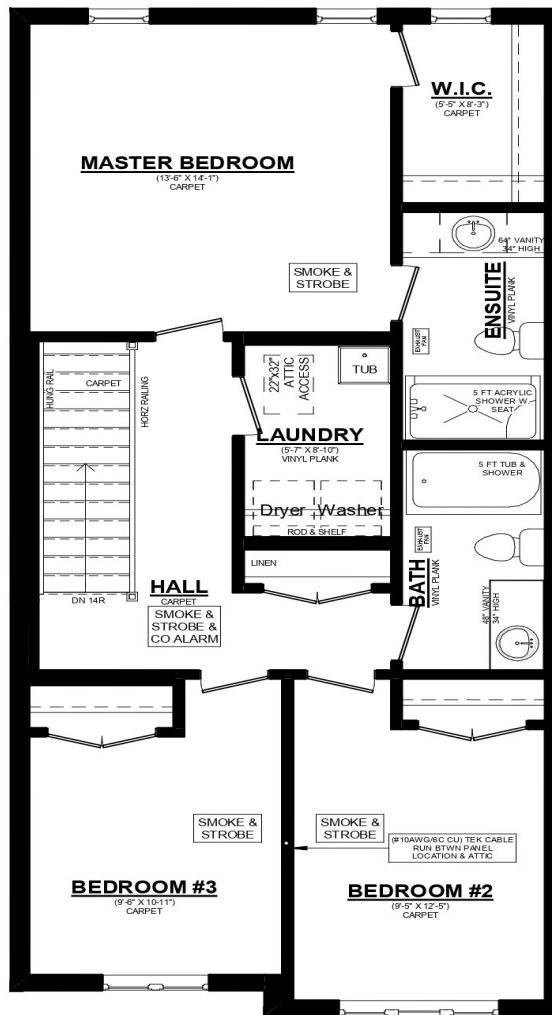 W.I.C.
(5'-5" X 8'-3")
CARPET
MASTER BEDROOM
(13'-6" X 14'-1")
CARPET
SMOKE &
STROBE
64" VANITY
34" HIGH
ENSUITE
VINYL PLANK
EXHAUST
FAN
5 FT ACRYLIC
SHOWER W.
SEAT
HUNG RAIL
CARPET
HORZ RAILING
22"x32"
ATTIC
ACCESS
TUB
LAUNDRY
(5'-7" X 8'-10")
VINYL PLANK
Dryer Washer
ROD & SHELF
5 FT TUB &
SHOWER
EXHAUST
FAN
BATH
VINYL PLANK
48" VANITY
34" HIGH
LINEN
DN 14R
HALL
CARPET
SMOKE &
STROBE &
CO ALARM
SMOKE &
STROBE
SMOKE &
STROBE
(#10AWG/6C CU) TEK CABLE
RUN BTWN PANEL
LOCATION & ATTIC
BEDROOM #3
(9'-6" X 10'-11")
CARPET
BEDROOM #2
(9'-5" X 12'-5")
CARPET